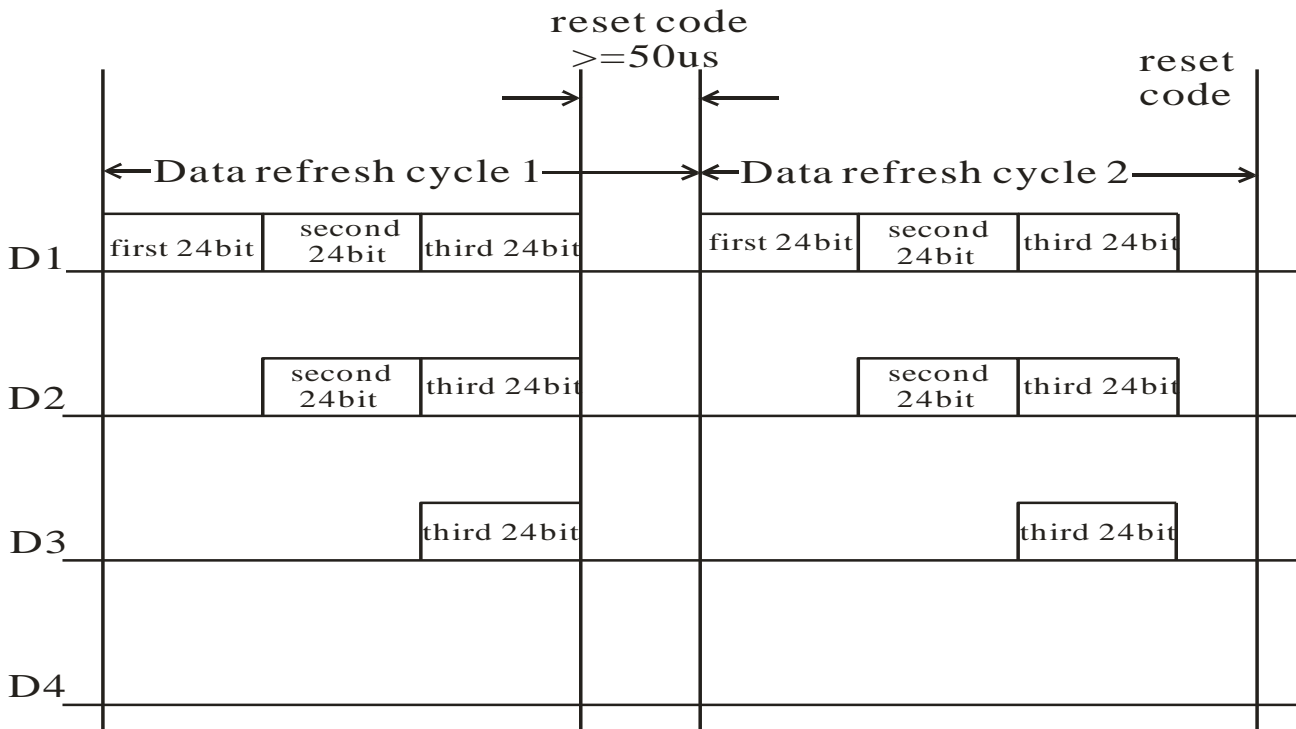 reset code
>=50us
reset
code
Data refresh cycle 1
Data refresh cycle 2
D1
first 24bit
second
24bit
third 24bit
first 24bit
second
24bit
third 24bit
D2
second
24bit
third 24bit
second
24bit
third 24bit
D3
third 24bit
third 24bit
D4